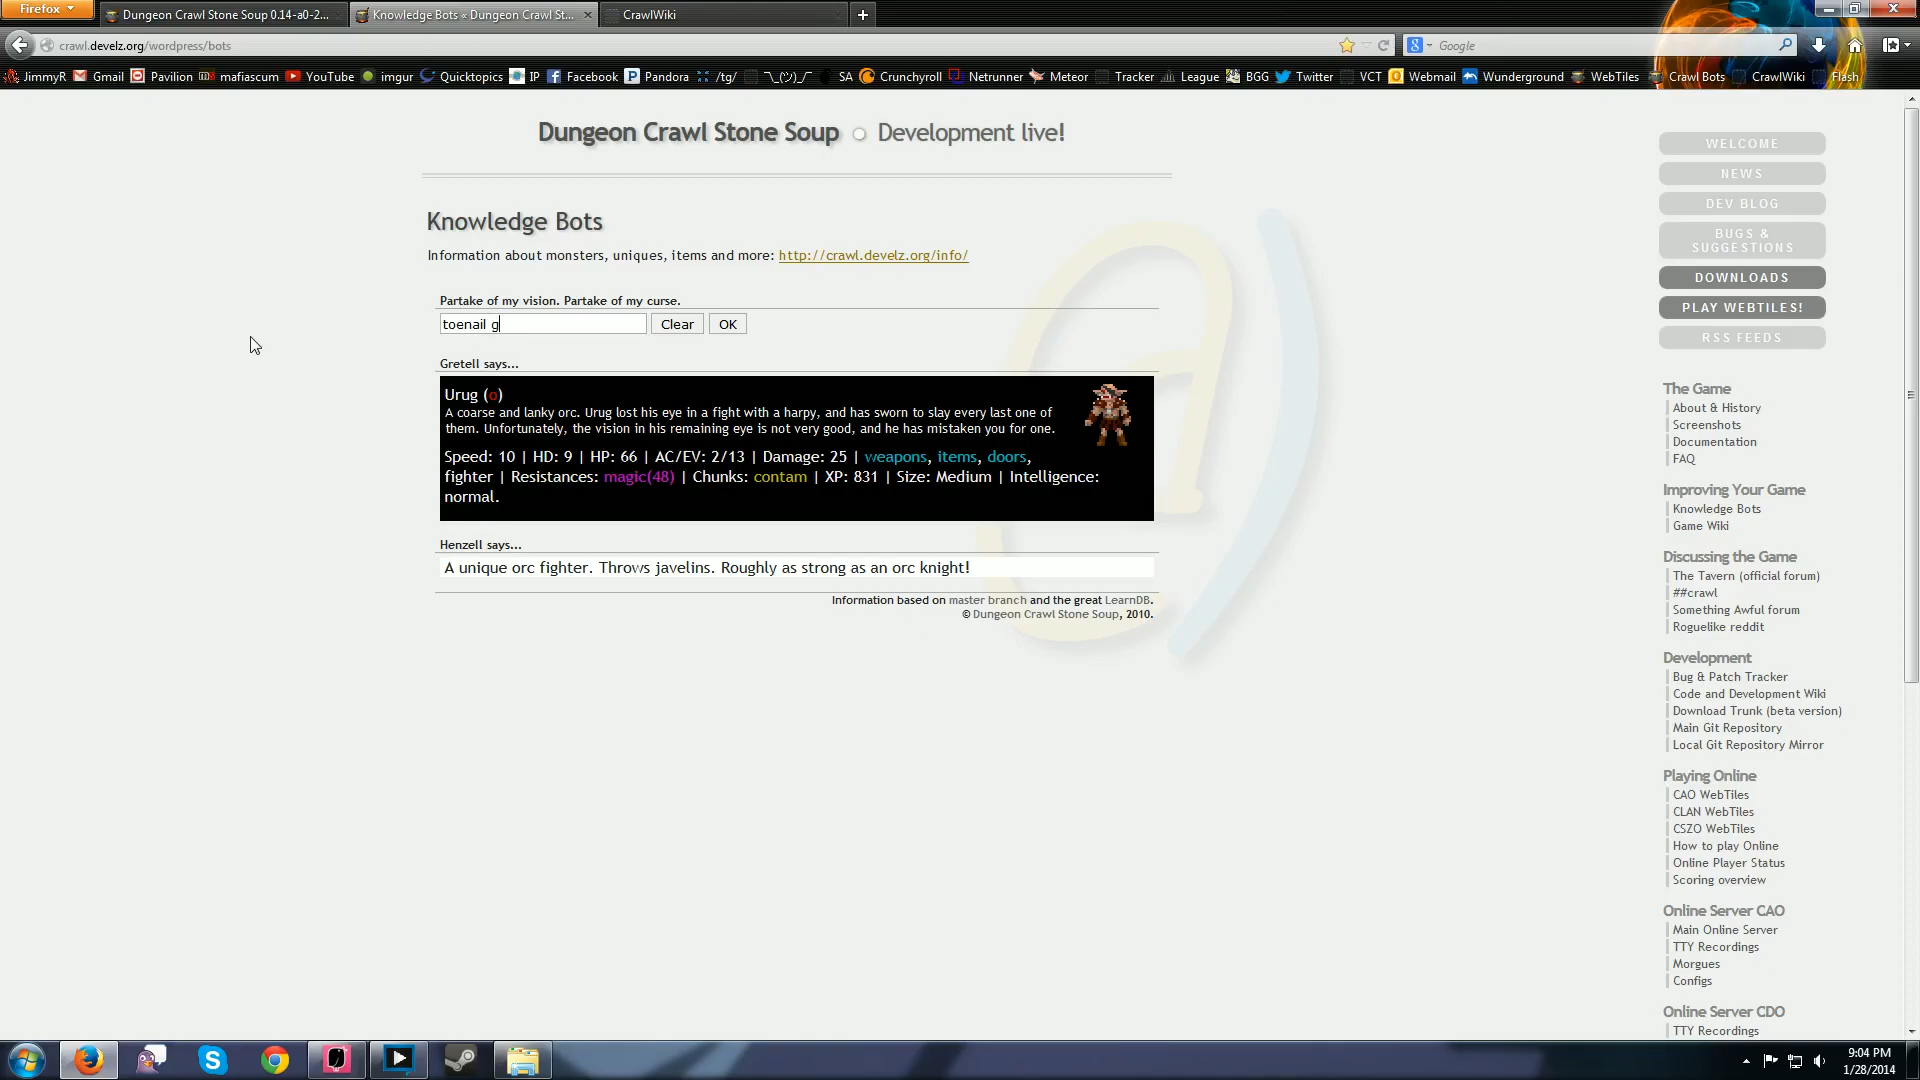 Firefox
Dungeon Crawl Stone Soup 0.14-a0-2...
Knowledge Bots « Dungeon Crawl St...
CrawlWiki
crawl.develz.org/wordpress/bots
Google
JimmyR Gmail Pavilion mafiascum YouTube imgur Quicktopics IP Facebook Pandora /tg/ ¯\_(ツ)_/¯ SA Crunchyroll Netrunner Meteor Tracker League BGG Twitter VCT Webmail Wunderground WebTiles Crawl Bots CrawlWiki Flash
Dungeon Crawl Stone Soup Development live!
Knowledge Bots
Information about monsters, uniques, items and more: http://crawl.develz.org/info/
Partake of my vision. Partake of my curse.
toenail g
Clear OK
Gretell says...
Urug (o)
A coarse and lanky orc. Urug lost his eye in a fight with a harpy, and has sworn to slay every last one of
them. Unfortunately, the vision in his remaining eye is not very good, and he has mistaken you for one.
Speed: 10 | HD: 9 | HP: 66 | AC/EV: 2/13 | Damage: 25 | weapons, items, doors,
fighter | Resistances: magic(48) | Chunks: contam | XP: 831 | Size: Medium | Intelligence:
normal.
Henzell says...
A unique orc fighter. Throws javelins. Roughly as strong as an orc knight!
Information based on master branch and the great LearnDB.
© Dungeon Crawl Stone Soup, 2010.
WELCOME
NEWS
DEV BLOG
BUGS &
SUGGESTIONS
DOWNLOADS
PLAY WEBTILES!
RSS FEEDS
The Game
About & History
Screenshots
Documentation
FAQ
Improving Your Game
Knowledge Bots
Game Wiki
Discussing the Game
The Tavern (official forum)
##crawl
Something Awful forum
Roguelike reddit
Development
Bug & Patch Tracker
Code and Development Wiki
Download Trunk (beta version)
Main Git Repository
Local Git Repository Mirror
Playing Online
CAO WebTiles
CLAN WebTiles
CSZO WebTiles
How to play Online
Online Player Status
Scoring overview
Online Server CAO
Main Online Server
TTY Recordings
Morgues
Configs
Online Server CDO
TTY Recordings
9:04 PM
1/28/2014